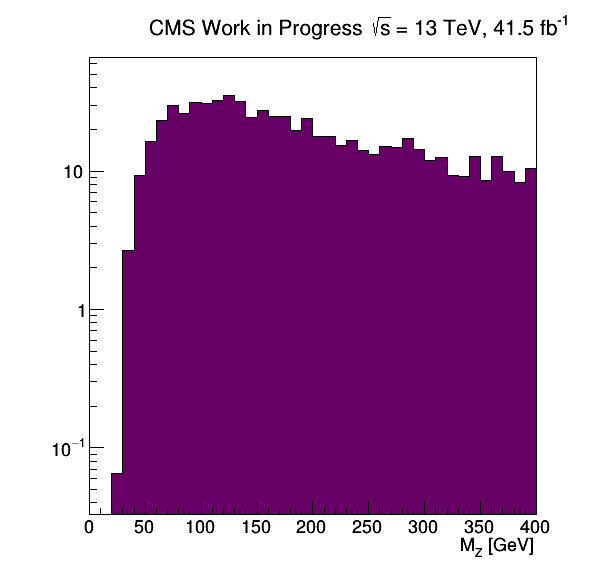 CMS Work in Progress √s = 13 TeV, 41.5 fb⁻¹
10
1
10⁻¹
0 50 100 150 200 250 300 350 400
M_Z [GeV]